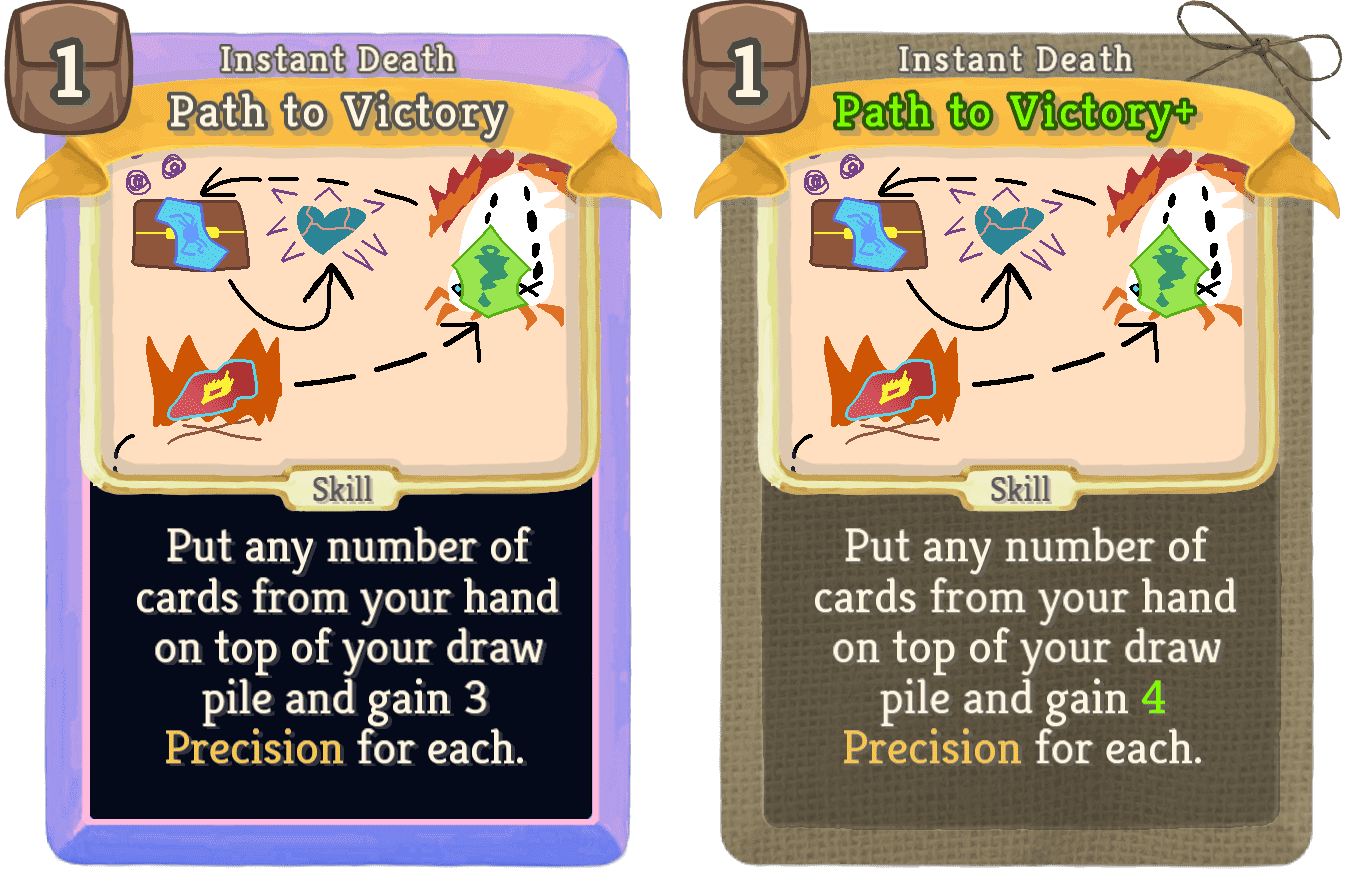 1
Instant Death
Path to Victory
Skill
Put any number of
cards from your hand
on top of your draw
pile and gain 3
Precision for each.
1
Instant Death
Path to Victory+
Skill
Put any number of
cards from your hand
on top of your draw
pile and gain 4
Precision for each.